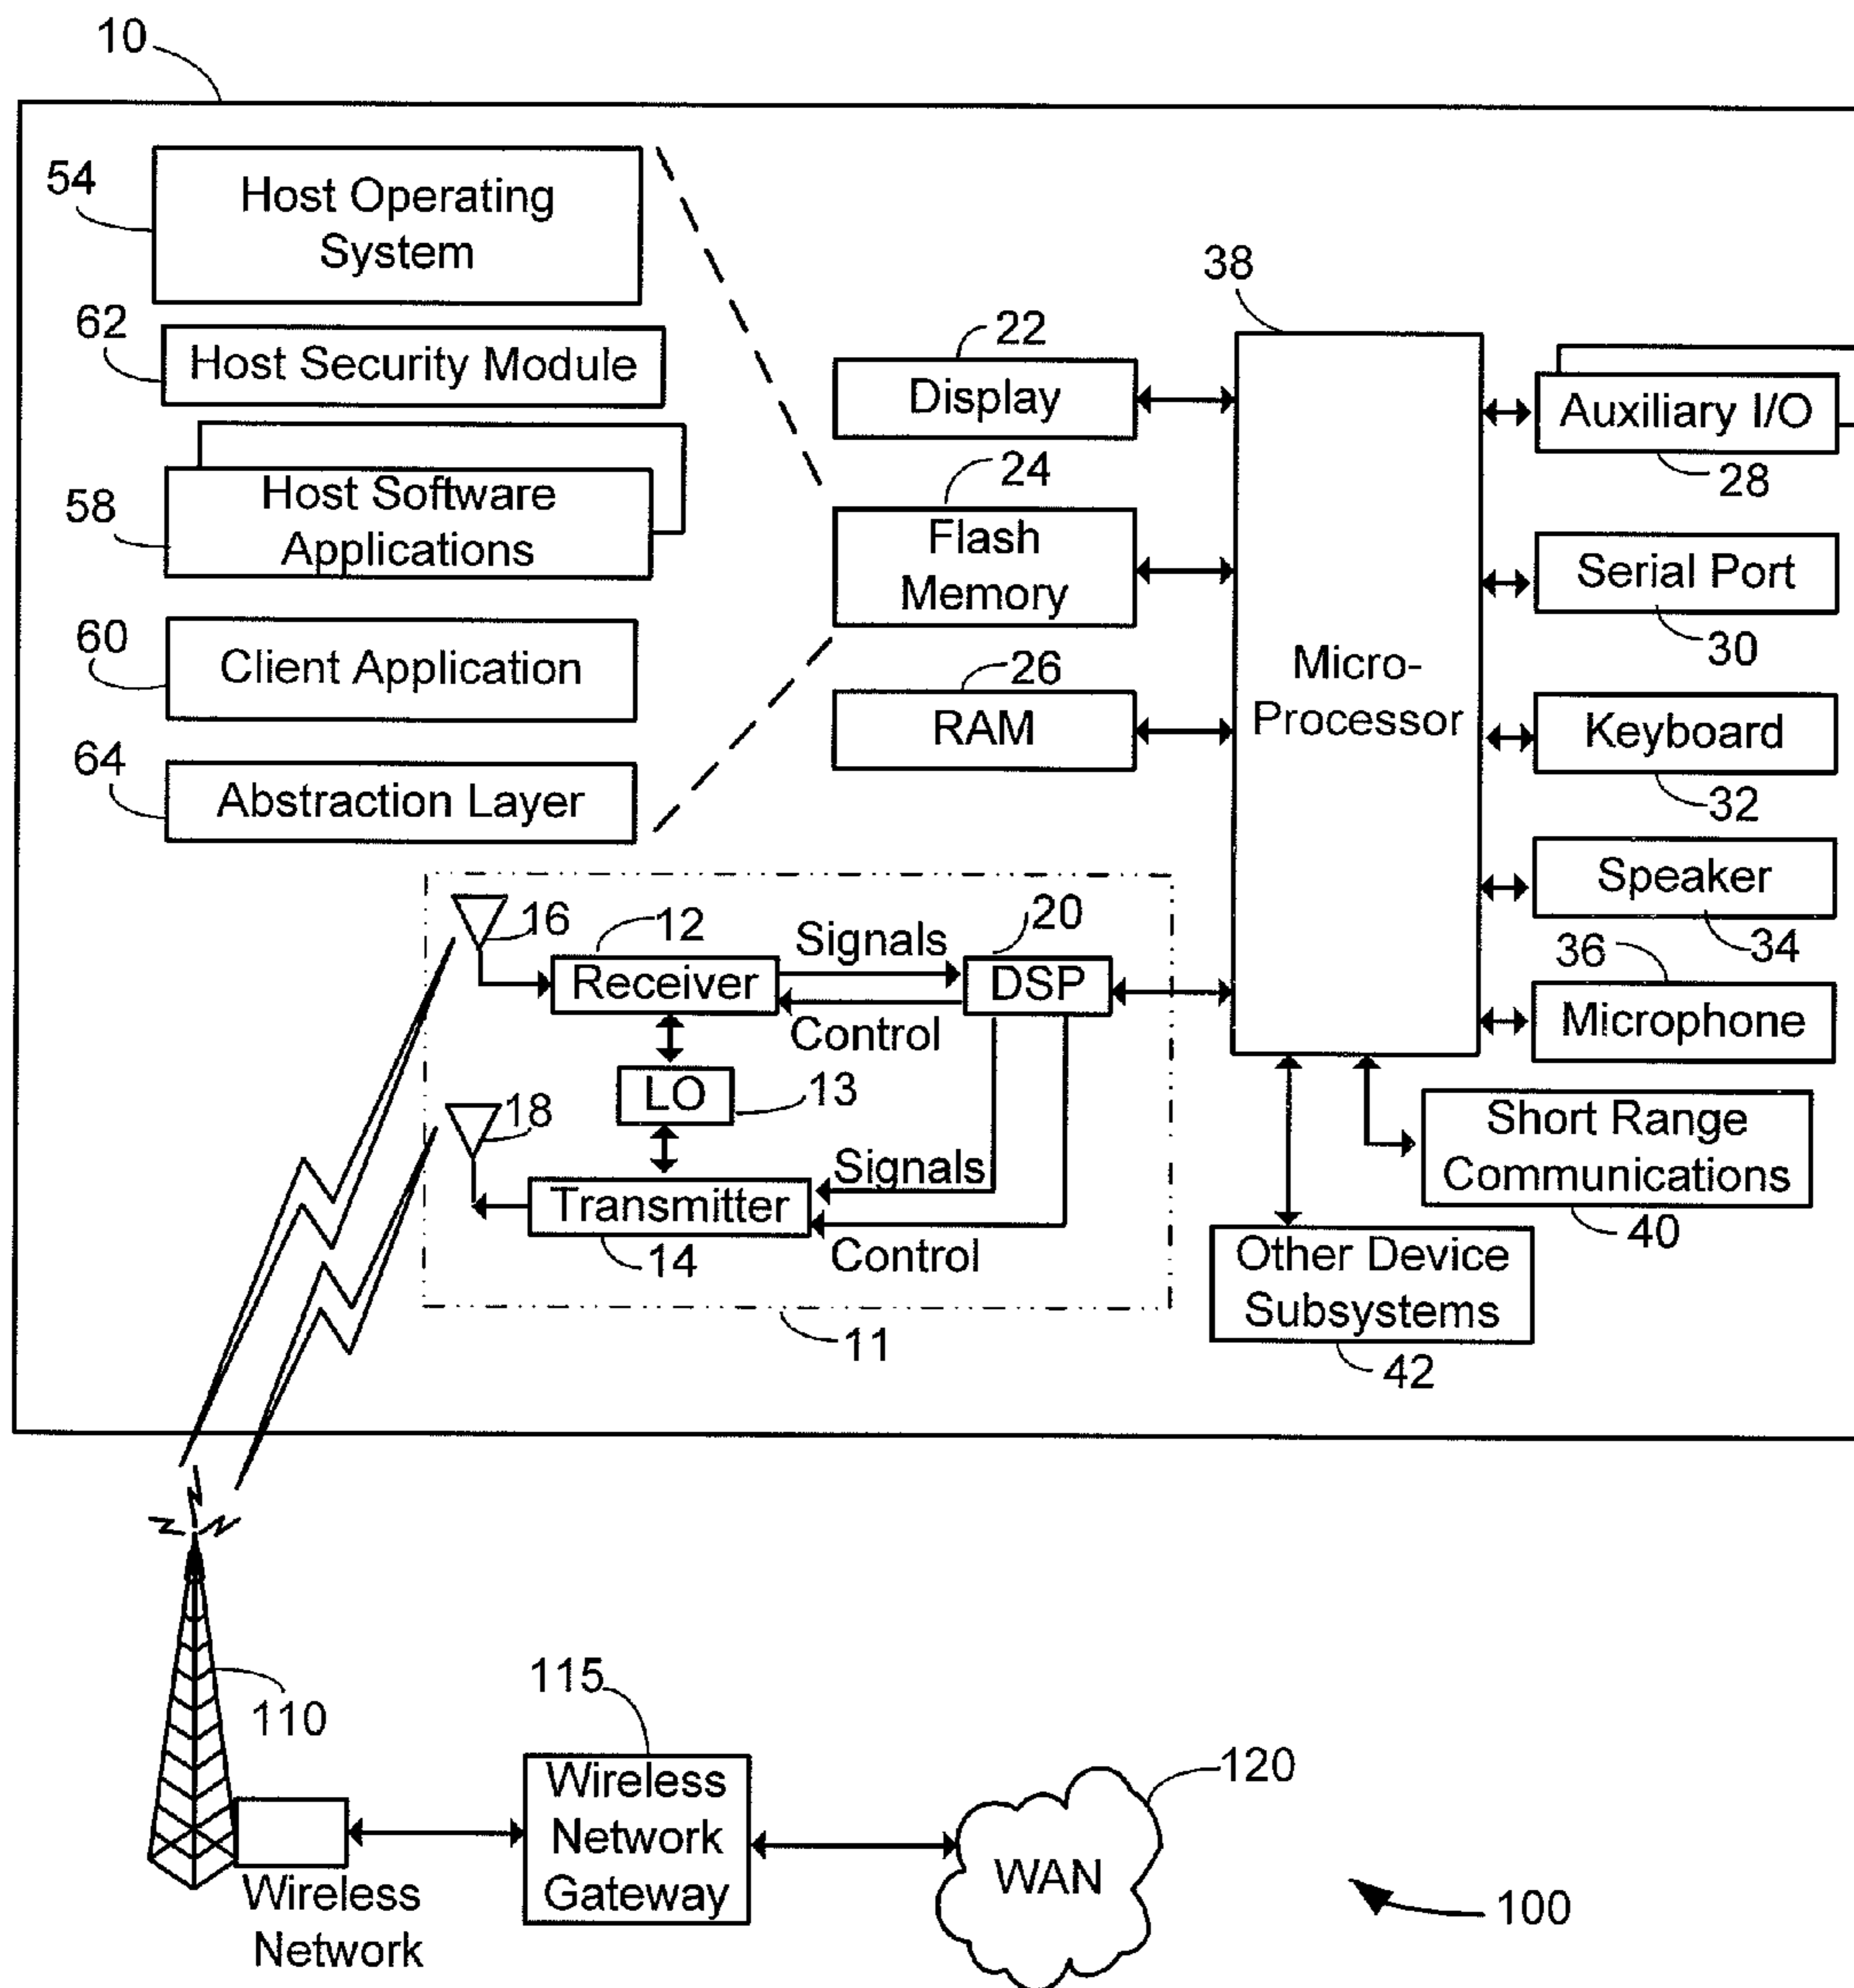 10
54
Host Operating
System
62
Host Security Module
58
Host Software
Applications
60
Client Application
64
Abstraction Layer
22
Display
24
Flash
Memory
26
RAM
38
Micro-
Processor
Auxiliary I/O
28
Serial Port
30
Keyboard
32
Speaker
34
36
Microphone
Short Range
Communications
40
Other Device
Subsystems
42
16
12
Receiver
Signals
20
DSP
Control
LO
13
18
Signals
Transmitter
14
Control
11
110
Wireless
Network
115
Wireless
Network
Gateway
120
WAN
100